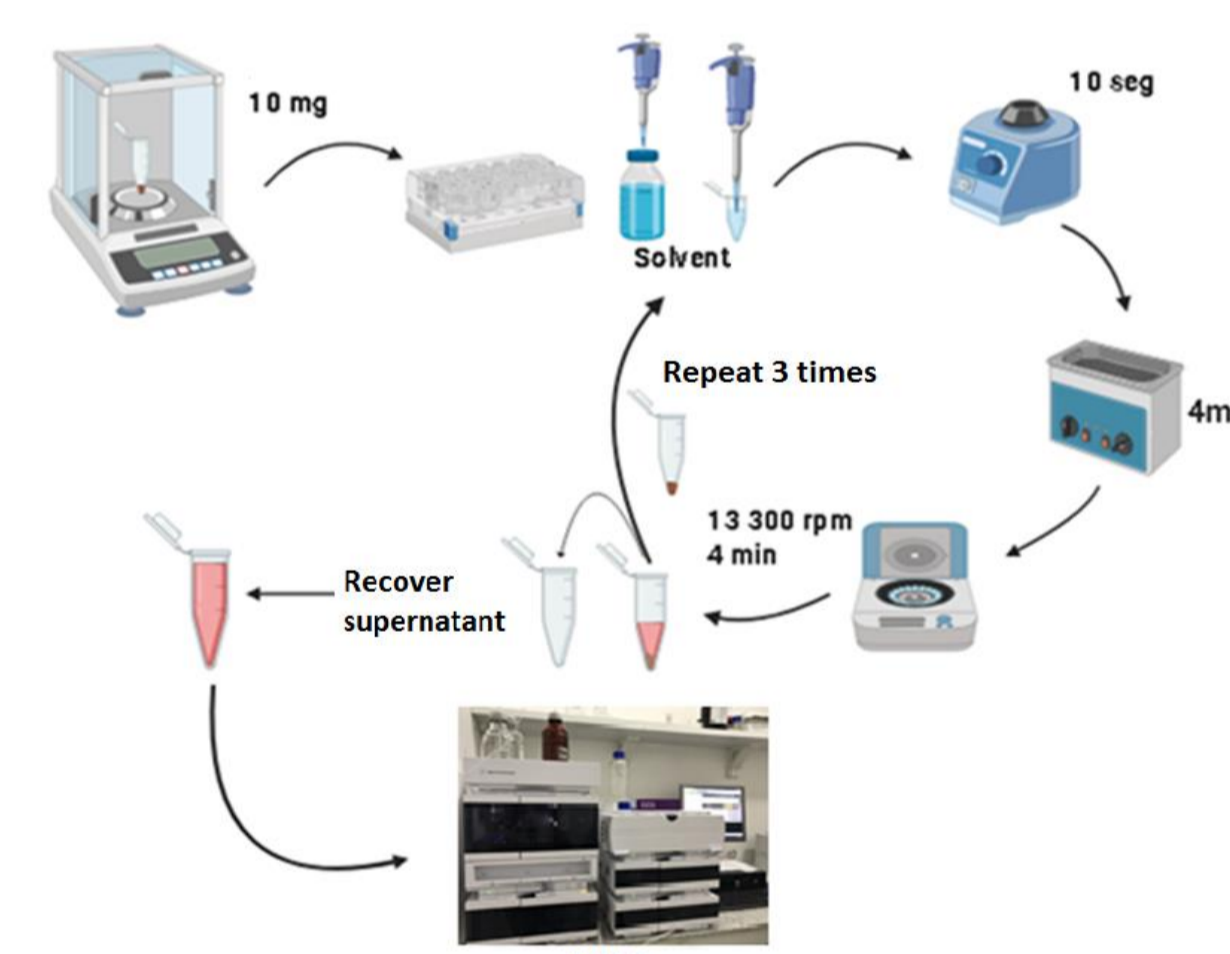 10 mg
10 seg
Solvent
Repeat 3 times
4m
13 300 rpm
4 min
Recover
supernatant